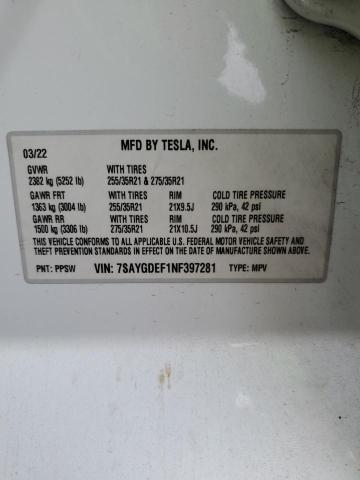 MFD BY TESLA, INC.
03/22
GVWR WITH TIRES
2382 kg (5252 lb) 255/35R21 & 275/35R21
GAWR FRT WITH TIRES RIM COLD TIRE PRESSURE
1363 kg (3004 lb) 255/35R21 21X9.5J 290 kPa, 42 psi
GAWR RR WITH TIRES RIM COLD TIRE PRESSURE
1500 kg (3306 lb) 275/35R21 21X10.5J 290 kPa, 42 psi
THIS VEHICLE CONFORMS TO ALL APPLICABLE U.S. FEDERAL MOTOR VEHICLE SAFETY AND
THEFT PREVENTION STANDARDS IN EFFECT ON THE DATE OF MANUFACTURE SHOWN ABOVE.
PNT: PPSW VIN: 7SAYGDEF1NF397281 TYPE: MPV